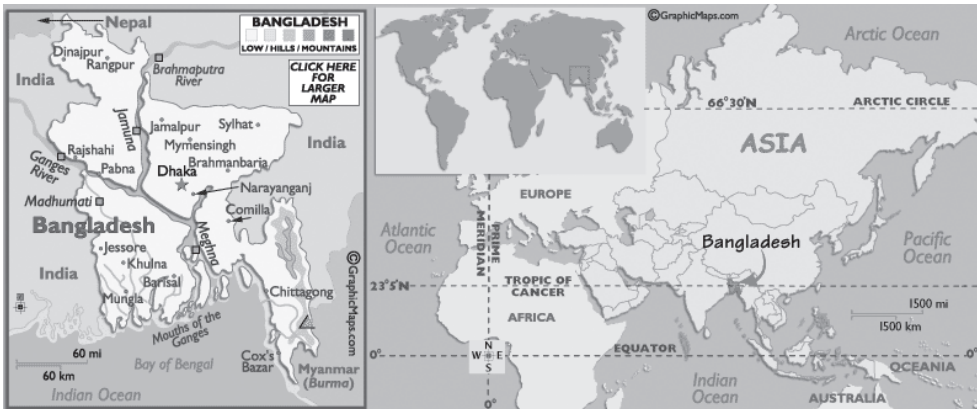 Nepal
BANGLADESH
LOW / HILLS / MOUNTAINS
CLICK HERE
FOR
LARGER
MAP
Dinajpur
Rangpur
India
Brahmaputra
River
Jamuna
Jamalpur
Sylhat
Mymensingh
India
Rajshahi
Ganges
River
Pabna
Dhaka
Brahmanbaria
Narayanganj
Madhumati
Comilla
Bangladesh
Meghna
Jessore
India
Khulna
Barisal
Mungla
Chittagong
Mouths of the
Ganges
60 mi
60 km
Bay of Bengal
Cox's
Bazar
Myanmar
(Burma)
Indian Ocean
©GraphicMaps.com
©GraphicMaps.com
Arctic Ocean
66°30'N
ARCTIC CIRCLE
ASIA
EUROPE
Atlantic
Ocean
PRIME
MERIDIAN
Bangladesh
Pacific
Ocean
23°5'N
TROPIC OF
CANCER
AFRICA
1500 mi
1500 km
0°
N
W E
S
EQUATOR
0°
OCEANIA
Indian
Ocean
AUSTRALIA
0°